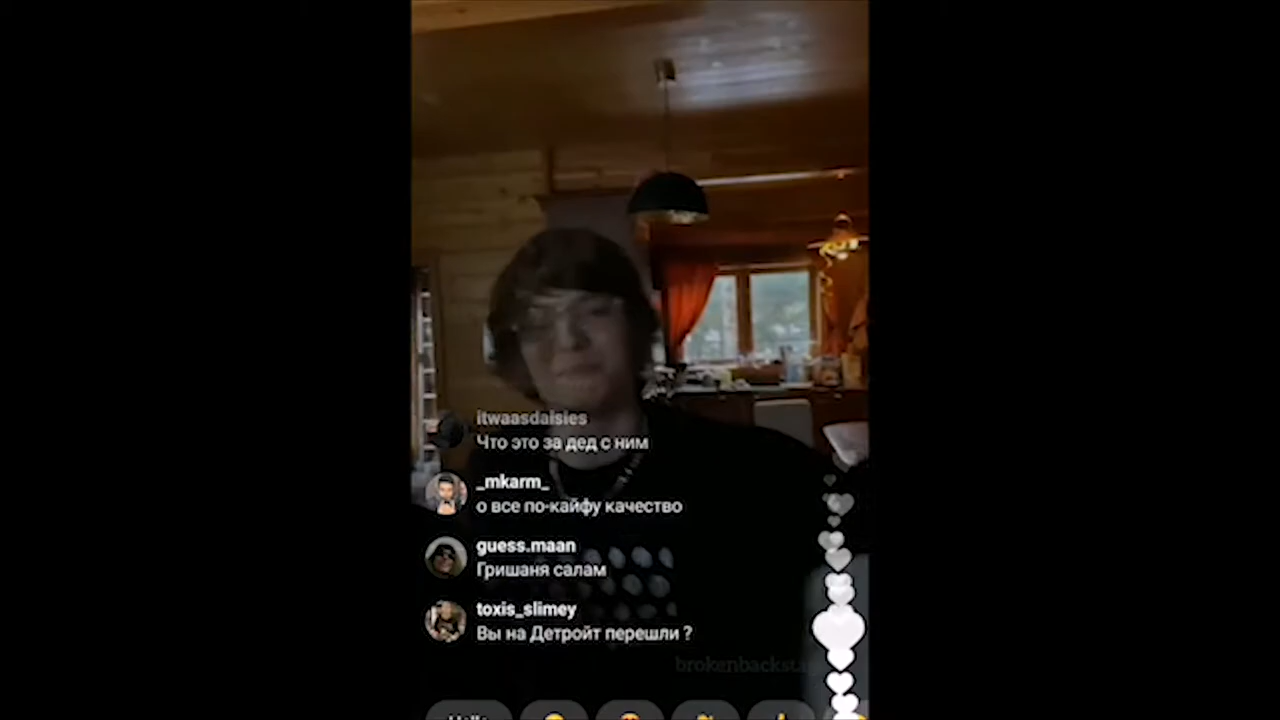 itwaasdaisies
Что это за дед с ним
_mkarm_
о все по-кайфу качество
guess.maan
Гришаня салам
toxis_slimey
Вы на Детройт перешли ?